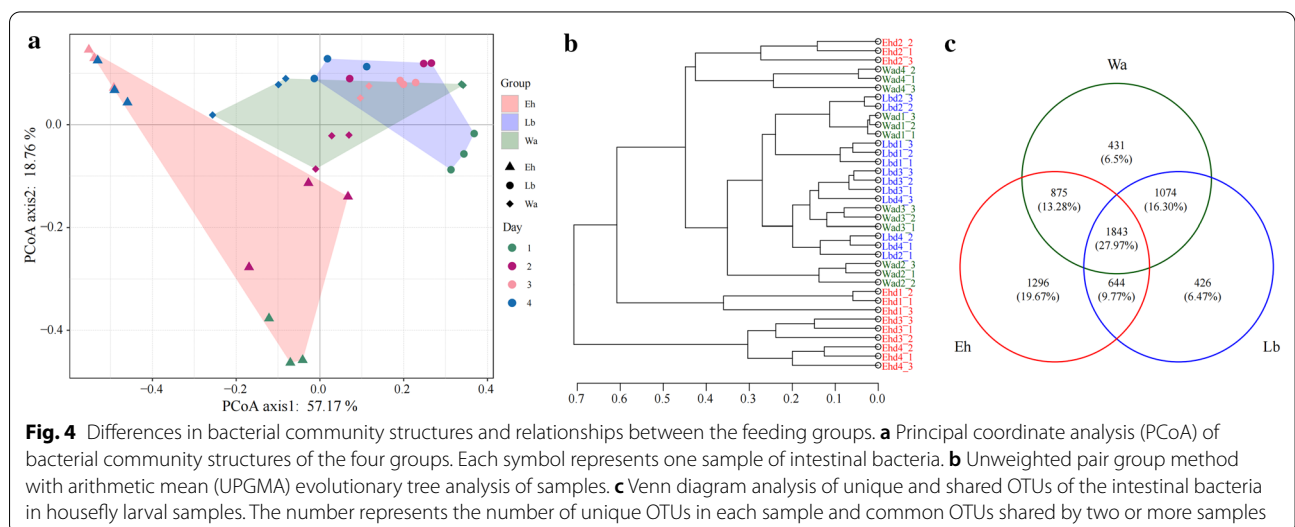 a
PCoA axis2: 18.76 %
0.0
−0.2
−0.4
−0.4
−0.2
0.0
0.2
0.4
PCoA axis1: 57.17 %
Group
Eh
Lb
Wa
Eh
Lb
Wa
Day
1
2
3
4
b
Ehd2_2
Ehd2_1
Ehd2_3
Wad4_2
Wad4_1
Wad4_3
Lbd2_3
Lbd2_2
Wad1_3
Wad1_2
Wad1_1
Lbd1_3
Lbd1_2
Lbd1_1
Lbd3_3
Lbd3_2
Lbd3_1
Lbd4_3
Wad3_3
Wad3_2
Wad3_1
Lbd4_2
Lbd4_1
Lbd2_1
Wad2_3
Wad2_1
Wad2_2
Ehd1_2
Ehd1_1
Ehd1_3
Ehd3_3
Ehd3_1
Ehd3_2
Ehd4_2
Ehd4_1
Ehd4_3
0.7 0.6 0.5 0.4 0.3 0.2 0.1 0.0
c
Wa
431
(6.5%)
875
(13.28%)
1074
(16.30%)
1843
(27.97%)
1296
(19.67%)
644
(9.77%)
426
(6.47%)
Eh
Lb
Fig. 4 Differences in bacterial community structures and relationships between the feeding groups. a Principal coordinate analysis (PCoA) of
bacterial community structures of the four groups. Each symbol represents one sample of intestinal bacteria. b Unweighted pair group method
with arithmetic mean (UPGMA) evolutionary tree analysis of samples. c Venn diagram analysis of unique and shared OTUs of the intestinal bacteria
in housefly larval samples. The number represents the number of unique OTUs in each sample and common OTUs shared by two or more samples